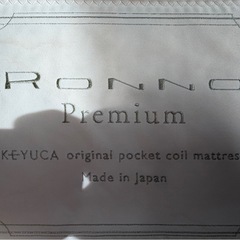 RONNO
Premium
KEYUCA original pocket coil mattres
Made in Japan